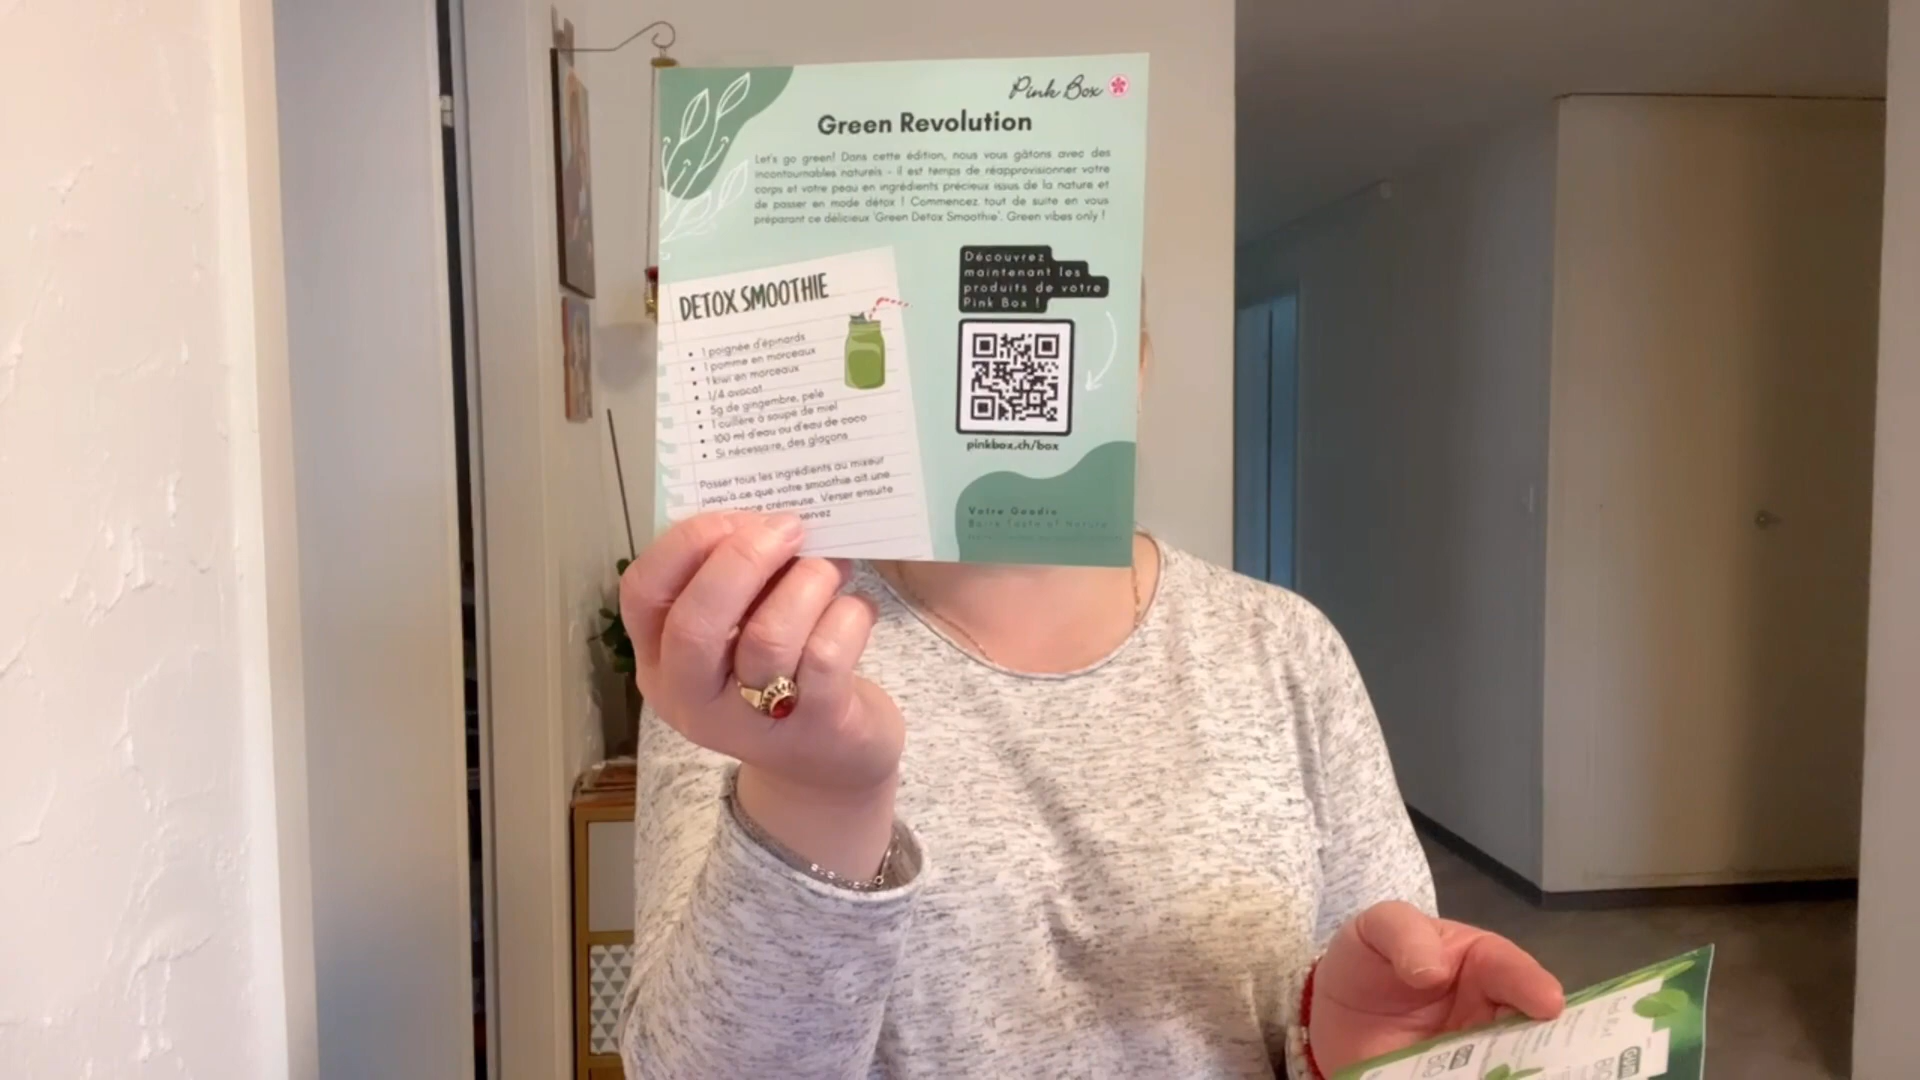 Pink Box
Green Revolution
Let's go green! Dans cette édition, nous vous gâtons avec des
incontournables naturels - il est temps de réapprovisionner votre
corps et votre peau en ingrédients précieux issus de la nature et
de passer en mode détox ! Commencez tout de suite en vous
préparant ce délicieux 'Green Detox Smoothie'. Green vibes only !
DETOX SMOOTHIE
• 1 poignée d'épinards
• 1 pomme en morceaux
• 1 kiwi en morceaux
• 1/4 avocat
• 5g de gingembre, pelé
• 1 cuillère à soupe de miel
• 100 ml d'eau ou d'eau de coco
• Si nécessaire, des glaçons
Passer tous les ingrédients au mixeur
jusqu'à ce que votre smoothie ait une
crémeuse. Verser ensuite
servez
Découvrez
maintenant les
produits de votre
Pink Box !
pinkbox.ch/box
Votre Goodie
Taste of Nature
BIO